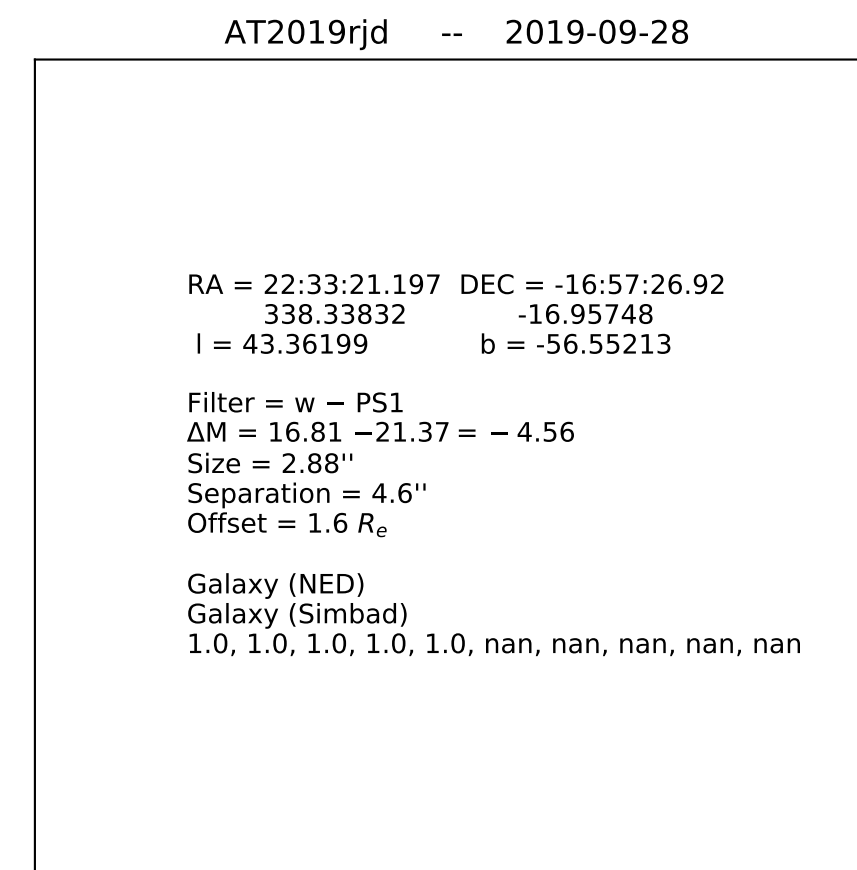 AT2019rjd -- 2019-09-28
RA = 22:33:21.197 DEC = -16:57:26.92
338.33832 -16.95748
l = 43.36199 b = -56.55213
Filter = w − PS1
ΔM = 16.81 −21.37 = − 4.56
Size = 2.88''
Separation = 4.6''
Offset = 1.6 Rₑ
Galaxy (NED)
Galaxy (Simbad)
1.0, 1.0, 1.0, 1.0, 1.0, nan, nan, nan, nan, nan